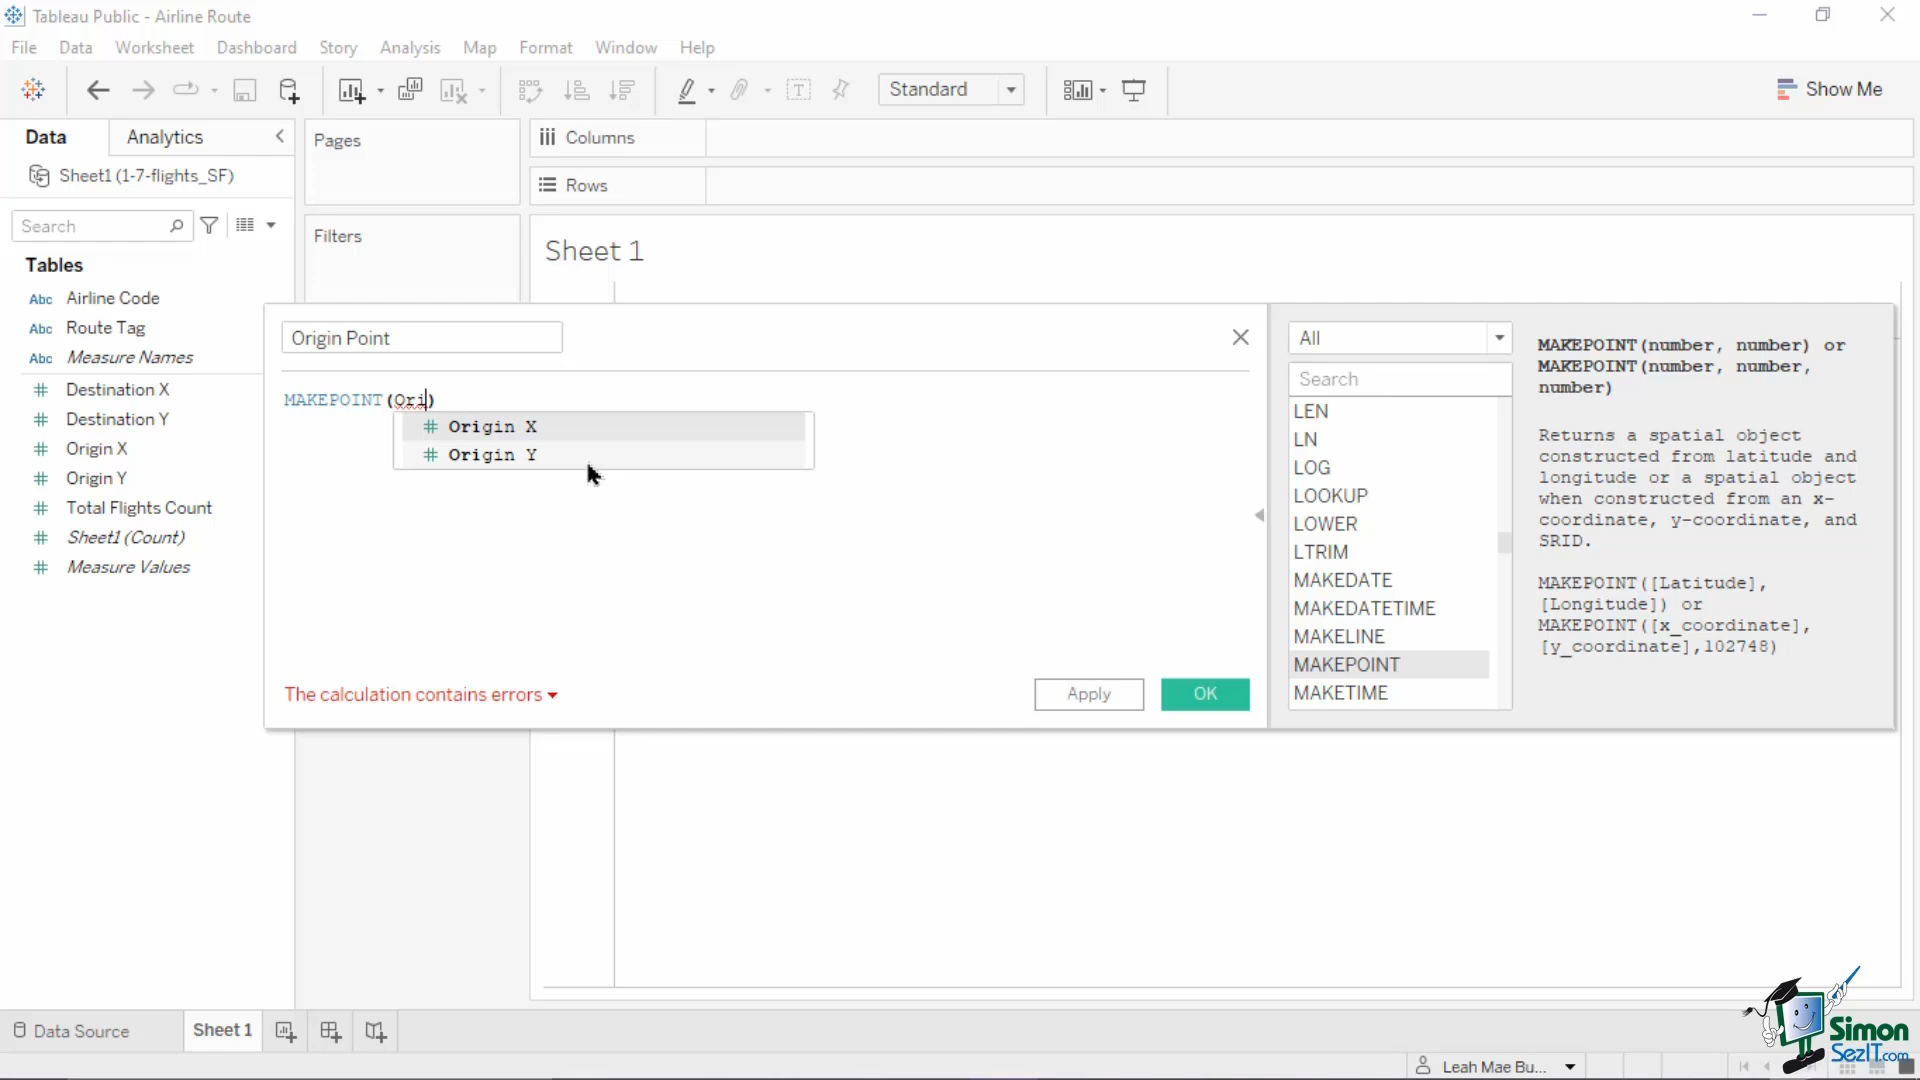 Tableau Public - Airline Route
File Data Worksheet Dashboard Story Analysis Map Format Window Help
Standard
Show Me
Data Analytics
Sheet1 (1-7-flights_SF)
Search
Tables
Abc Airline Code
Abc Route Tag
Abc Measure Names
# Destination X
# Destination Y
# Origin X
# Origin Y
# Total Flights Count
# Sheet1 (Count)
# Measure Values
Pages
Filters
Columns
Rows
Sheet 1
Origin Point
MAKEPOINT(Ori)
# Origin X
# Origin Y
The calculation contains errors
Apply
OK
All
Search
LEN
LN
LOG
LOOKUP
LOWER
LTRIM
MAKEDATE
MAKEDATETIME
MAKELINE
MAKEPOINT
MAKETIME
MAKEPOINT(number, number) or
MAKEPOINT(number, number,
number)
Returns a spatial object
constructed from latitude and
longitude or a spatial object
when constructed from an x-
coordinate, y-coordinate, and
SRID.
MAKEPOINT([Latitude],
[Longitude]) or
MAKEPOINT([x_coordinate],
[y_coordinate],102748)
Data Source
Sheet 1
Leah Mae Bu...
Simon
SezIT.com